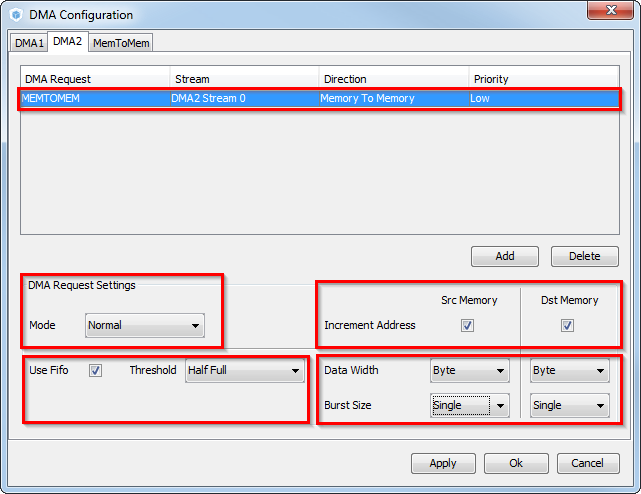 DMA Configuration
DMA1 DMA2 MemToMem
DMA Request Stream Direction Priority
MEMTOMEM DMA2 Stream 0 Memory To Memory Low
Add Delete
DMA Request Settings
Src Memory Dst Memory
Mode Normal Increment Address
Use Fifo Threshold Half Full Data Width Byte Byte
Burst Size Single Single
Apply Ok Cancel